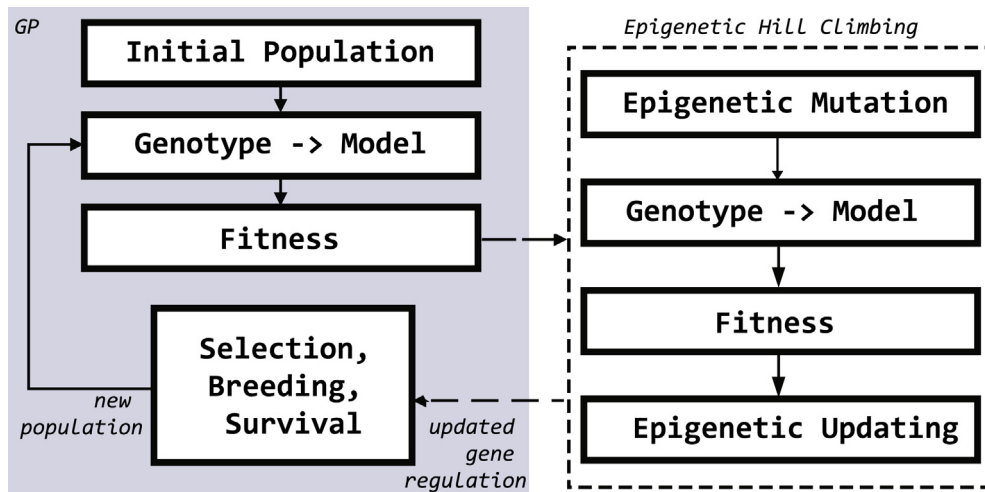 GP
Initial Population
Genotype -> Model
Fitness
Selection,
Breeding,
Survival
new
population
updated
gene
regulation
Epigenetic Hill Climbing
Epigenetic Mutation
Genotype -> Model
Fitness
Epigenetic Updating